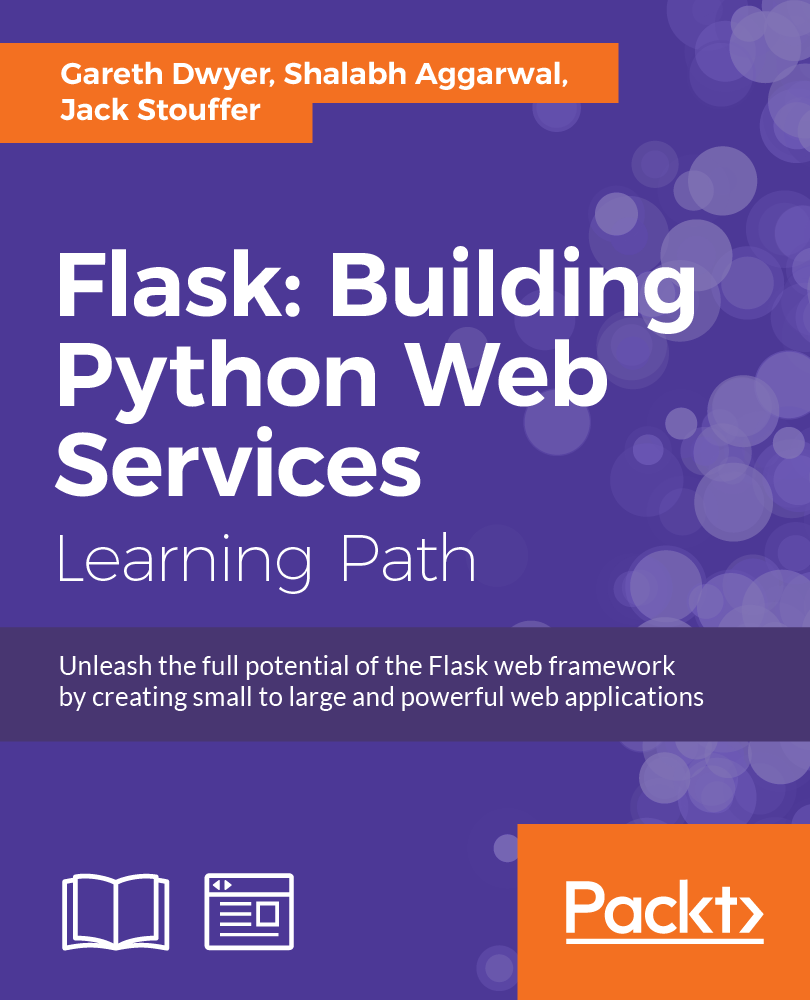 Gareth Dwyer, Shalabh Aggarwal,
Jack Stouffer
Flask: Building
Python Web
Services
Learning Path
Unleash the full potential of the Flask web framework
by creating small to large and powerful web applications
Packt>